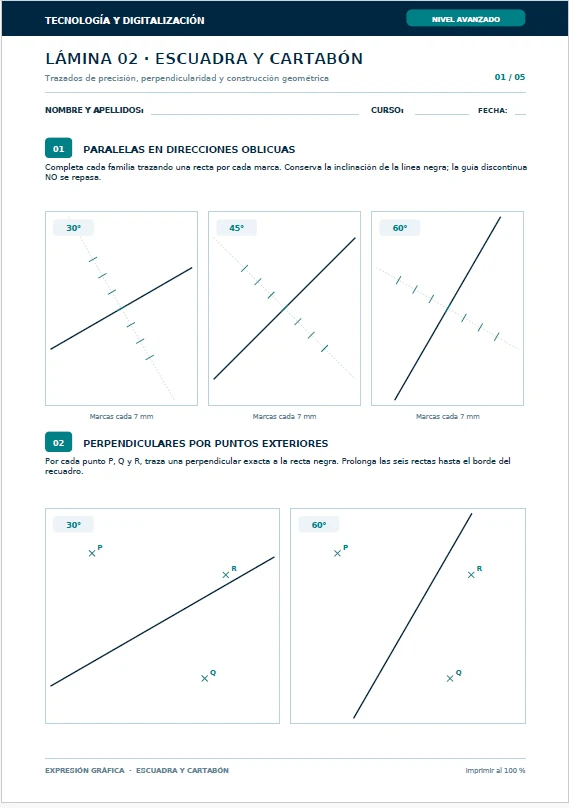 TECNOLOGÍA Y DIGITALIZACIÓN
NIVEL AVANZADO
LÁMINA 02 · ESCUADRA Y CARTABÓN
Trazados de precisión, perpendicularidad y construcción geométrica
01 / 05
NOMBRE Y APELLIDOS:
CURSO:
FECHA:
01
PARALELAS EN DIRECCIONES OBLICUAS
Completa cada familia trazando una recta por cada marca. Conserva la inclinación de la línea negra; la guía discontinua
NO se repasa.
30°
45°
60°
Marcas cada 7 mm
Marcas cada 7 mm
Marcas cada 7 mm
02
PERPENDICULARES POR PUNTOS EXTERIORES
Por cada punto P, Q y R, traza una perpendicular exacta a la recta negra. Prolonga las seis rectas hasta el borde del
recuadro.
30°
P
R
Q
60°
P
R
Q
EXPRESIÓN GRÁFICA · ESCUADRA Y CARTABÓN
Imprimir al 100 %